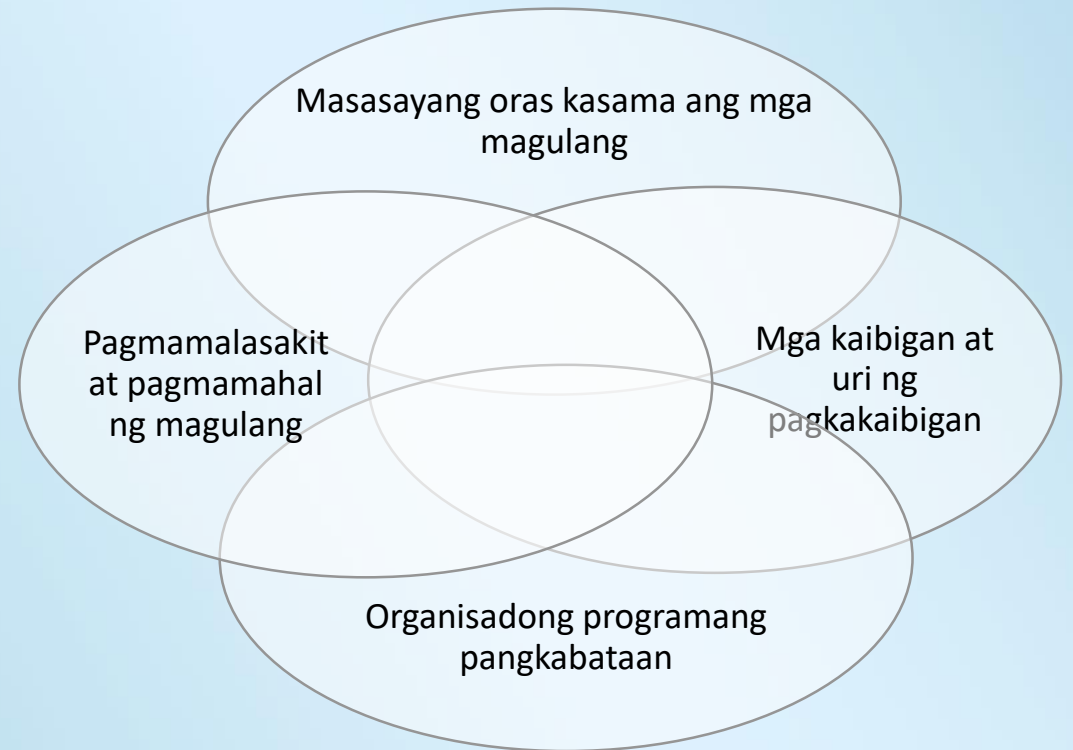 Masasayang oras kasama ang mga
magulang
Pagmamalasakit
at pagmamahal
ng magulang
Mga kaibigan at
uri ng
pagkakaibigan
Organisadong programang
pangkabataan